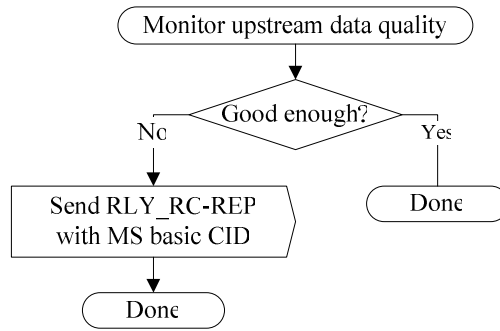 Monitor upstream data quality
Good enough?
No
Yes
Send RLY_RC-REP
with MS basic CID
Done
Done